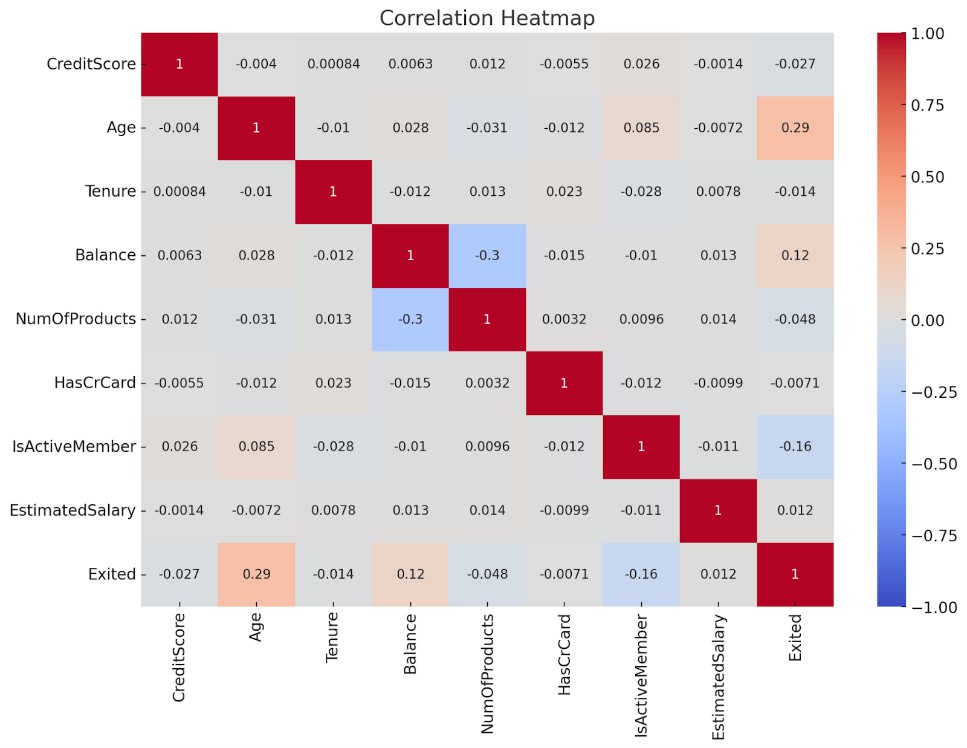 Correlation Heatmap
CreditScore 1 -0.004 0.00084 0.0063 0.012 -0.0055 0.026 -0.0014 -0.027
Age -0.004 1 -0.01 0.028 -0.031 -0.012 0.085 -0.0072 0.29
Tenure 0.00084 -0.01 1 -0.012 0.013 0.023 -0.028 0.0078 -0.014
Balance 0.0063 0.028 -0.012 1 -0.3 -0.015 -0.01 0.013 0.12
NumOfProducts 0.012 -0.031 0.013 -0.3 1 0.0032 0.0096 0.014 -0.048
HasCrCard -0.0055 -0.012 0.023 -0.015 0.0032 1 -0.012 -0.0099 -0.0071
IsActiveMember 0.026 0.085 -0.028 -0.01 0.0096 -0.012 1 -0.011 -0.16
EstimatedSalary -0.0014 -0.0072 0.0078 0.013 0.014 -0.0099 -0.011 1 0.012
Exited -0.027 0.29 -0.014 0.12 -0.048 -0.0071 -0.16 0.012 1
CreditScore
Age
Tenure
Balance
NumOfProducts
HasCrCard
IsActiveMember
EstimatedSalary
Exited
1.00
0.75
0.50
0.25
0.00
−0.25
−0.50
−0.75
−1.00